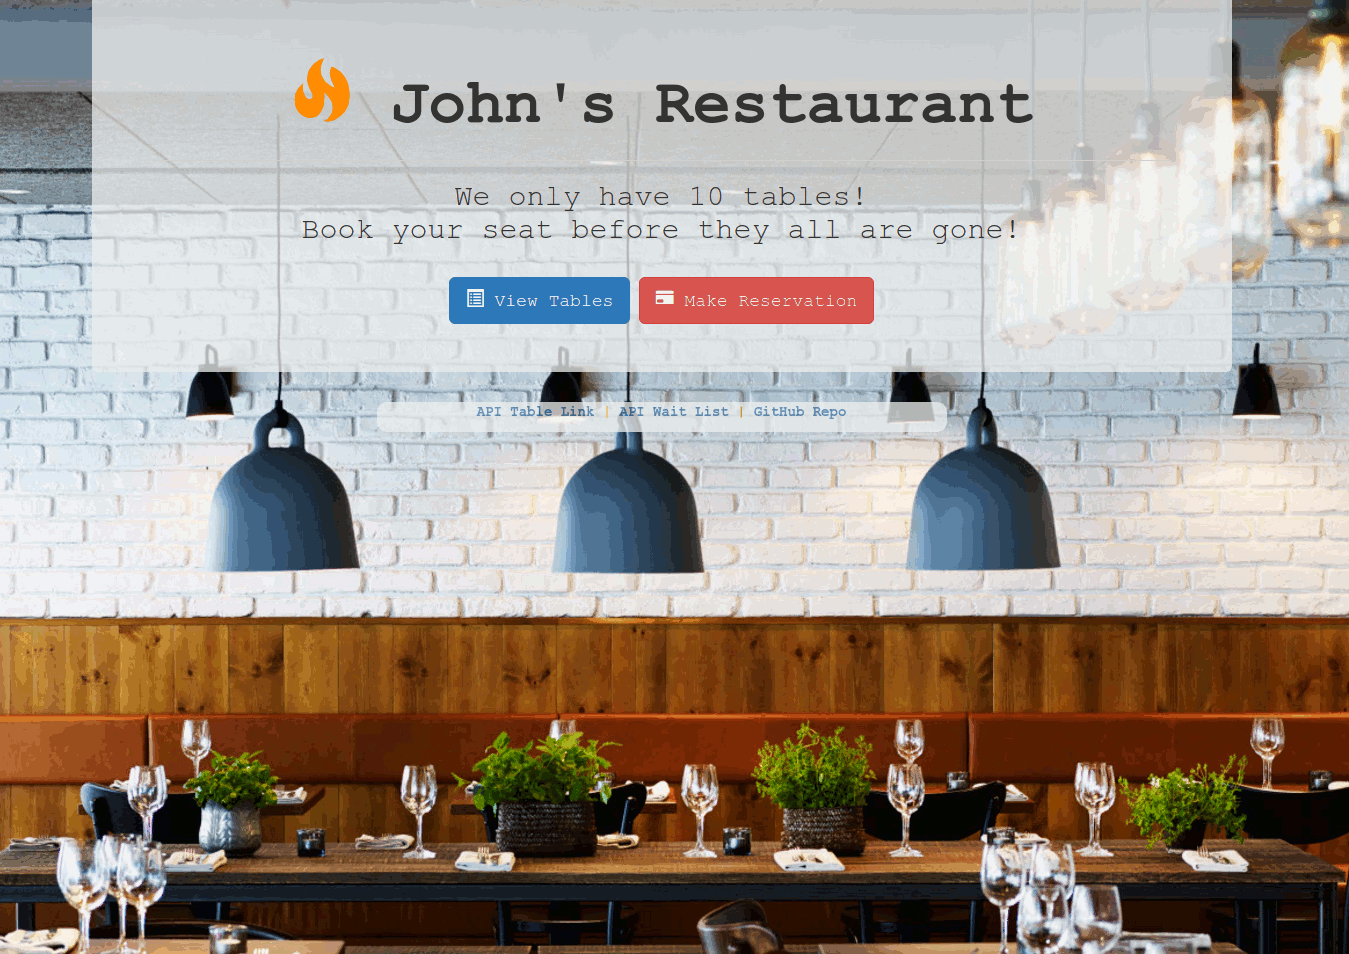 John's Restaurant
We only have 10 tables!
Book your seat before they all are gone!
View Tables
Make Reservation
API Table Link | API Wait List | GitHub Repo